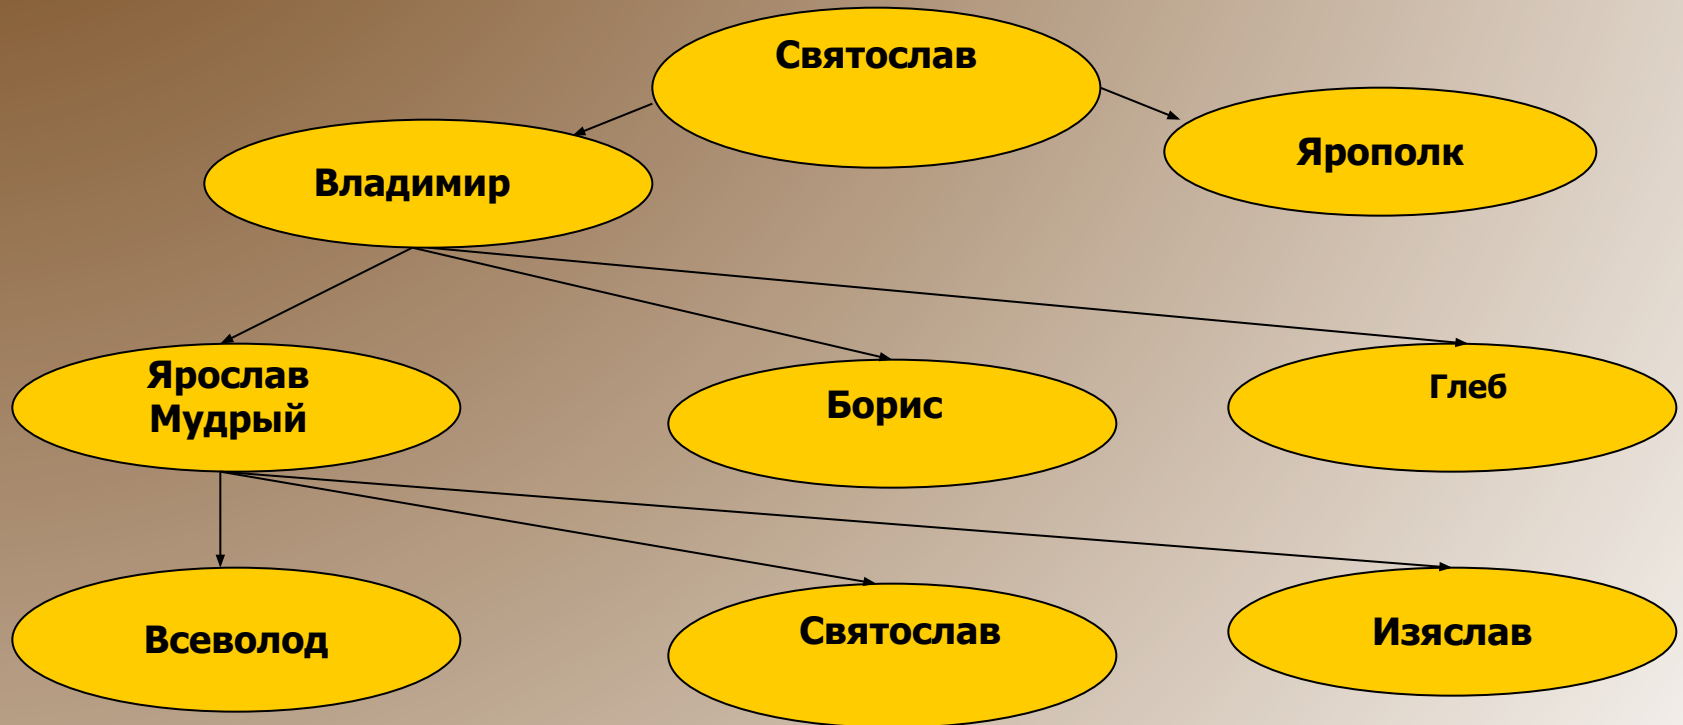 Святослав
Владимир
Ярополк
Ярослав
Мудрый
Борис
Глеб
Всеволод
Святослав
Изяслав